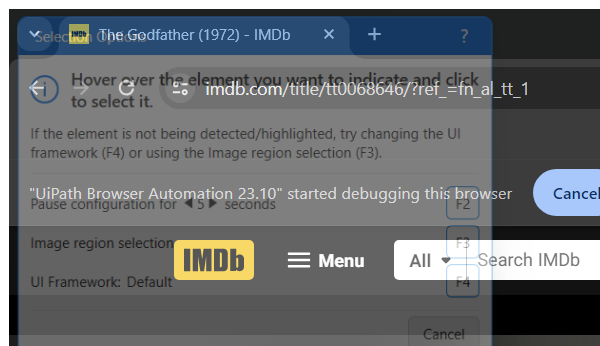 Selection Options
IMDb The Godfather (1972) - IMDb
?
Hover over the element you want to indicate and click
to select it.
imdb.com/title/tt0068646/?ref_=fn_al_tt_1
If the element is not being detected/highlighted, try changing the UI
framework (F4) or using the Image region selection (F3).
"UiPath Browser Automation 23.10" started debugging this browser
Cancel
Pause configuration for 5 seconds F2
Image region selection F3
IMDb Menu All Search IMDb
UI Framework: Default F4
Cancel